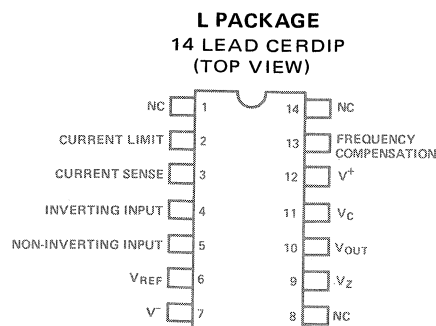 L PACKAGE
14 LEAD CERDIP
(TOP VIEW)
NC 1 14 NC
CURRENT LIMIT 2 13 FREQUENCY
COMPENSATION
CURRENT SENSE 3 12 V+
INVERTING INPUT 4 11 VC
NON-INVERTING INPUT 5 10 VOUT
VREF 6 9 VZ
V− 7 8 NC